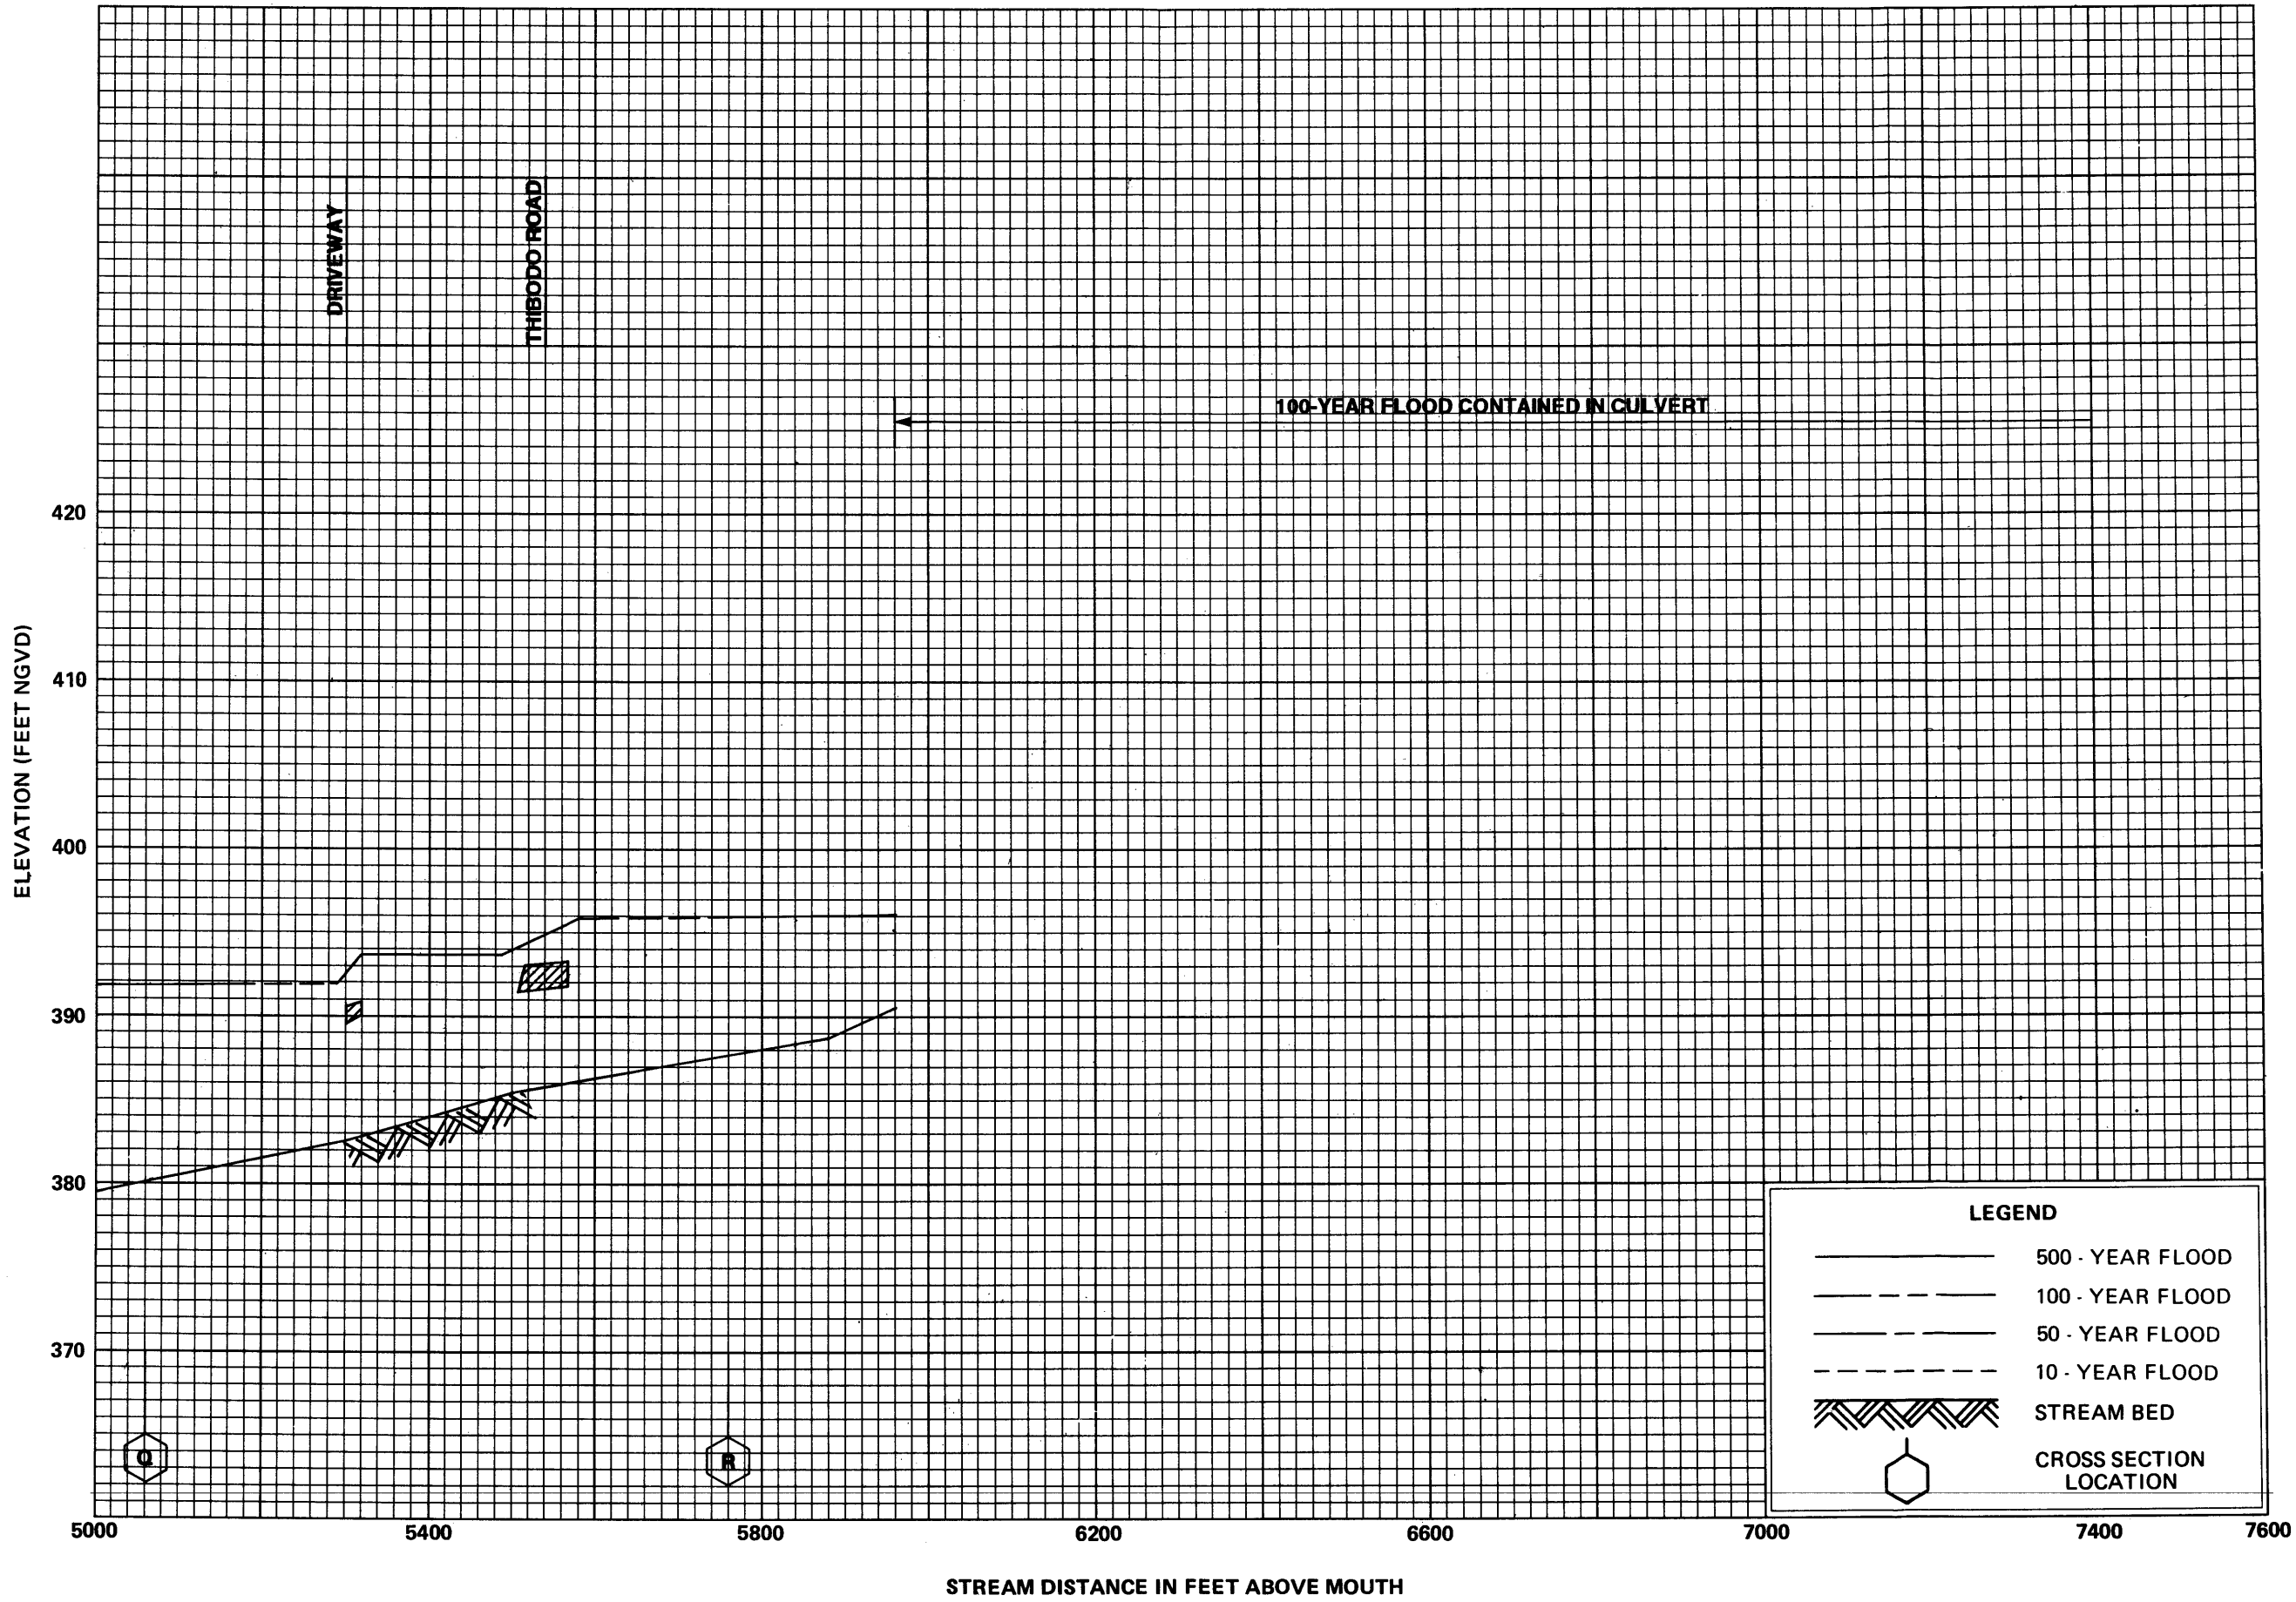 DRIVEWAY
THIBODO ROAD
100-YEAR FLOOD CONTAINED IN CULVERT
ELEVATION (FEET NGVD)
420
410
400
390
380
370
Q
R
5000
5400
5800
6200
6600
7000
7400
7600
STREAM DISTANCE IN FEET ABOVE MOUTH
LEGEND
500 - YEAR FLOOD
100 - YEAR FLOOD
50 - YEAR FLOOD
10 - YEAR FLOOD
STREAM BED
CROSS SECTION
LOCATION